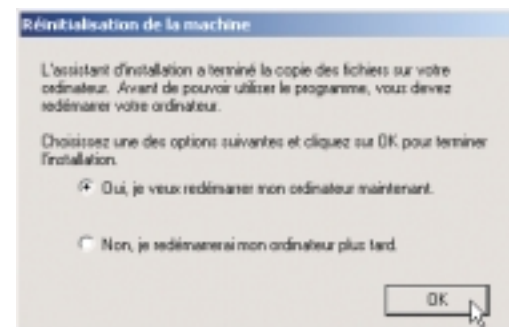 Réinitialisation de la machine
L'assistant d'installation a terminé la copie des fichiers sur votre
ordinateur. Avant de pouvoir utiliser le programme, vous devez
redémarrer votre ordinateur.
Choisissez une des options suivantes et cliquez sur OK pour terminer
l'installation.
Oui, je veux redémarrer mon ordinateur maintenant.
Non, je redémarrerai mon ordinateur plus tard.
OK